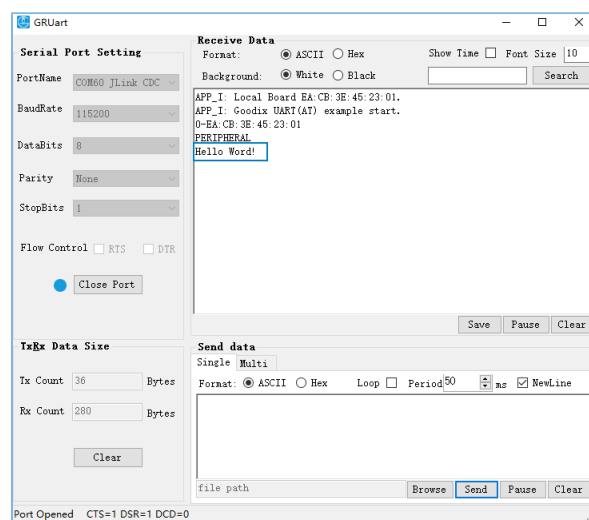 GRUart
Serial Port Setting
PortName COM60 JLink CDC
BaudRate 115200
DataBits 8
Parity None
StopBits 1
Flow Control RTS DTR
Close Port
TxRx Data Size
Tx Count 36 Bytes
Rx Count 280 Bytes
Clear
Receive Data
Format: ASCII Hex Show Time Font Size 10
Background: White Black Search
APP_I: Local Board EA:CB:3E:45:23:01.
APP_I: Goodix UART(AT) example start.
0-EA:CB:3E:45:23:01
PERIPHERAL
Hello Word!
Save Pause Clear
Send data
Single Multi
Format: ASCII Hex Loop Period 50 ms NewLine
file path Browse Send Pause Clear
Port Opened CTS=1 DSR=1 DCD=0